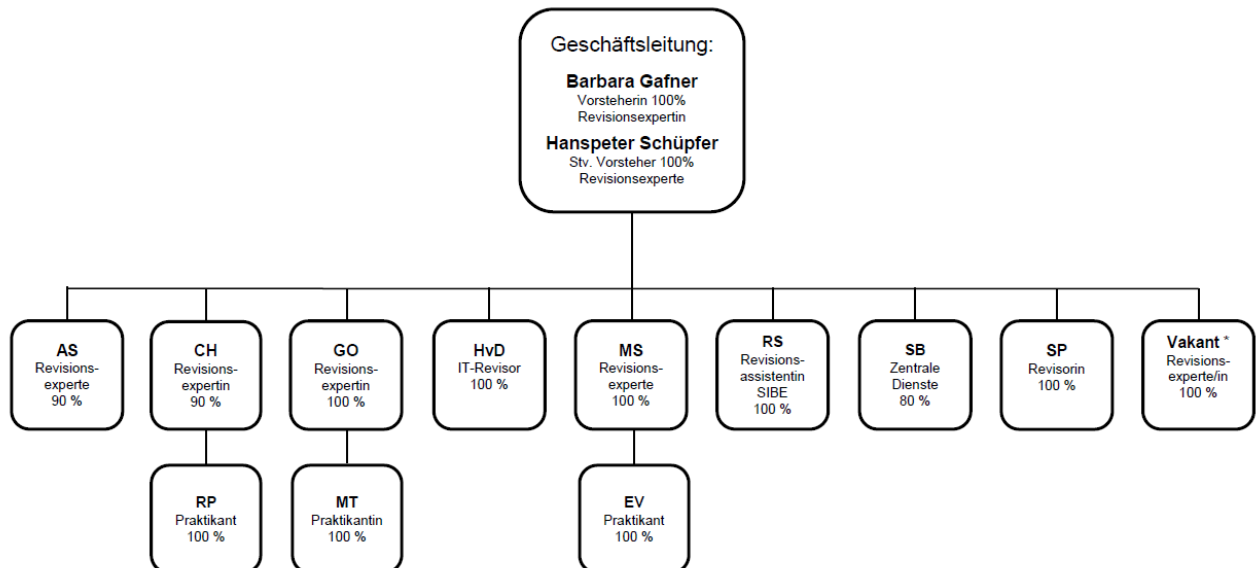 Geschäftsleitung:
Barbara Gafner
Vorsteherin 100%
Revisionsexpertin
Hanspeter Schüpfer
Stv. Vorsteher 100%
Revisionsexperte
AS
Revisions-
experte
90 %
CH
Revisions-
expertin
90 %
GO
Revisions-
expertin
100 %
HvD
IT-Revisor
100 %
MS
Revisions-
experte
100 %
RS
Revisions-
assistentin
SIBE
100 %
SB
Zentrale
Dienste
80 %
SP
Revisorin
100 %
Vakant *
Revisions-
experte/in
100 %
RP
Praktikant
100 %
MT
Praktikantin
100 %
EV
Praktikant
100 %